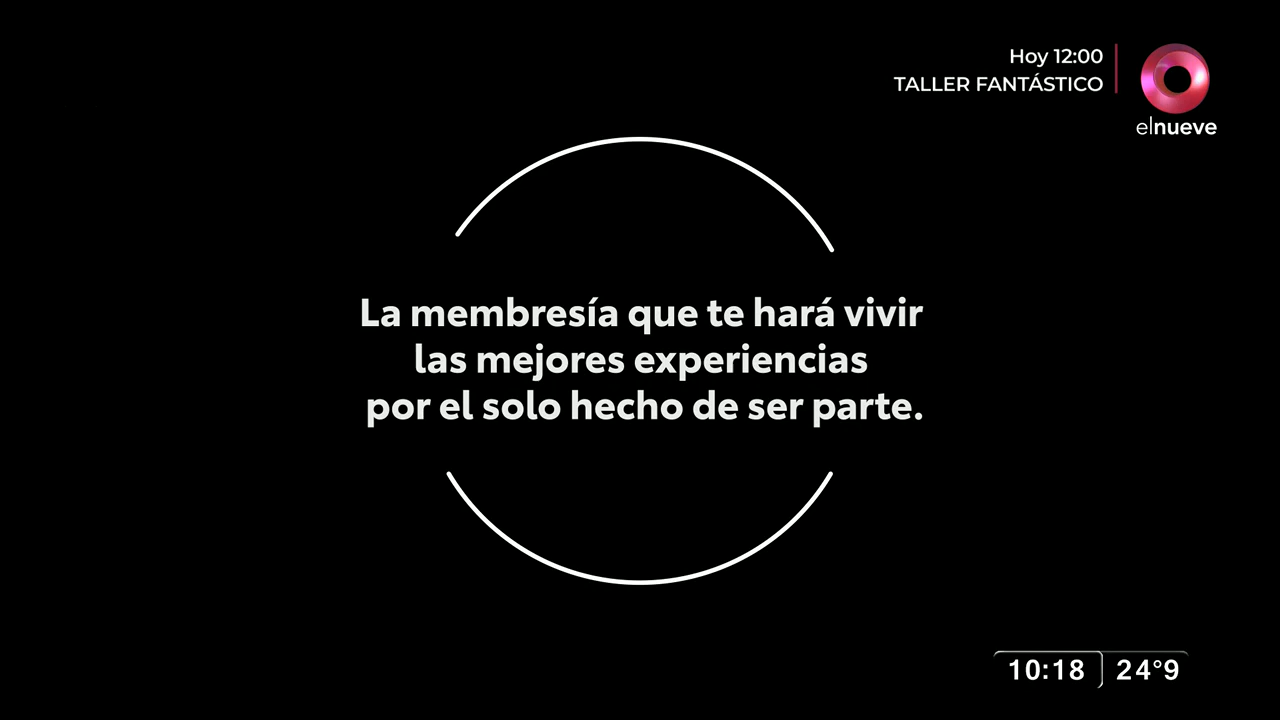 Hoy 12:00
TALLER FANTÁSTICO
elnueve
La membresía que te hará vivir
las mejores experiencias
por el solo hecho de ser parte.
10:18 24°9